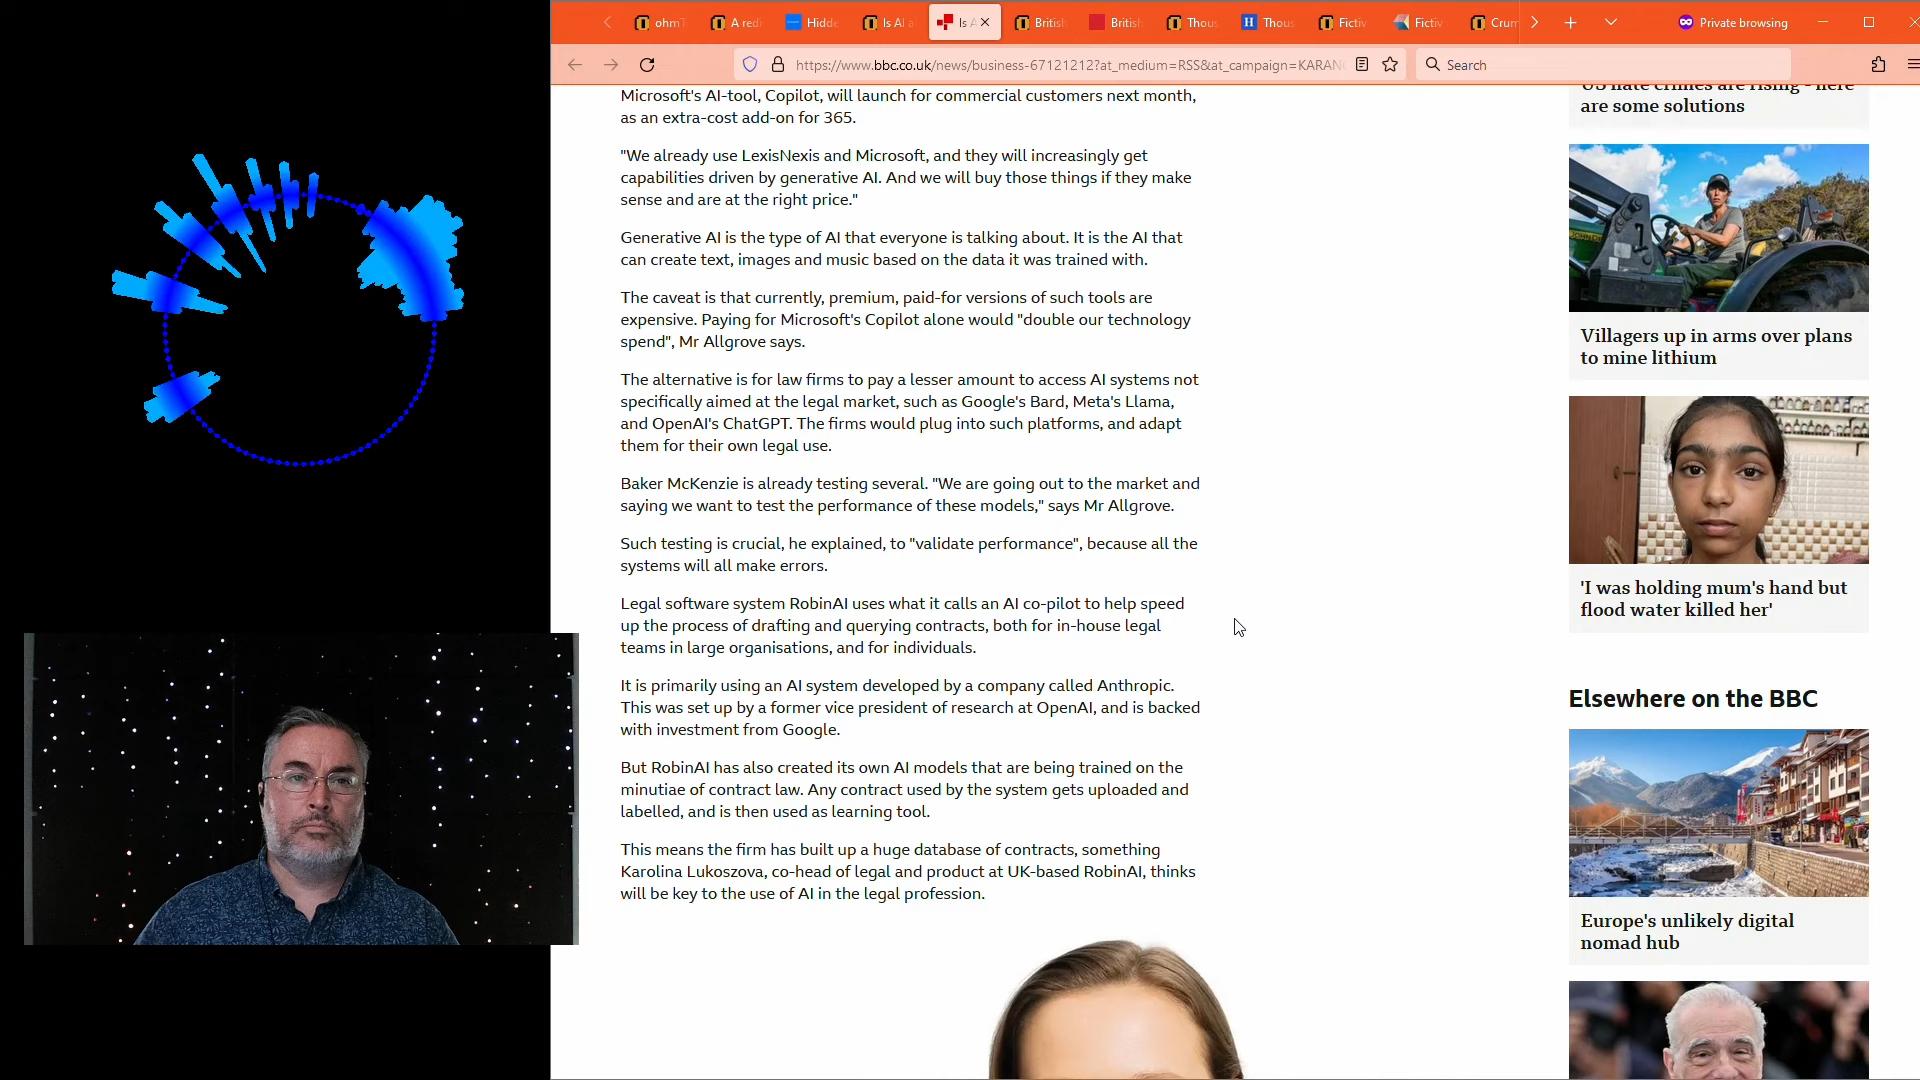 ohmT
A redi
Hidde
Is AI a
Is A
British
British
Thous
Thous
Fictiv
Fictiv
Crum
Private browsing
https://www.bbc.co.uk/news/business-67121212?at_medium=RSS&at_campaign=KARAN
Search
Microsoft's AI-tool, Copilot, will launch for commercial customers next month,
as an extra-cost add-on for 365.
"We already use LexisNexis and Microsoft, and they will increasingly get
capabilities driven by generative AI. And we will buy those things if they make
sense and are at the right price."
Generative AI is the type of AI that everyone is talking about. It is the AI that
can create text, images and music based on the data it was trained with.
The caveat is that currently, premium, paid-for versions of such tools are
expensive. Paying for Microsoft's Copilot alone would "double our technology
spend", Mr Allgrove says.
The alternative is for law firms to pay a lesser amount to access AI systems not
specifically aimed at the legal market, such as Google's Bard, Meta's Llama,
and OpenAI's ChatGPT. The firms would plug into such platforms, and adapt
them for their own legal use.
Baker McKenzie is already testing several. "We are going out to the market and
saying we want to test the performance of these models," says Mr Allgrove.
Such testing is crucial, he explained, to "validate performance", because all the
systems will all make errors.
Legal software system RobinAI uses what it calls an AI co-pilot to help speed
up the process of drafting and querying contracts, both for in-house legal
teams in large organisations, and for individuals.
It is primarily using an AI system developed by a company called Anthropic.
This was set up by a former vice president of research at OpenAI, and is backed
with investment from Google.
But RobinAI has also created its own AI models that are being trained on the
minutiae of contract law. Any contract used by the system gets uploaded and
labelled, and is then used as learning tool.
This means the firm has built up a huge database of contracts, something
Karolina Lukoszova, co-head of legal and product at UK-based RobinAI, thinks
will be key to the use of AI in the legal profession.
US hate crimes are rising - here
are some solutions
Villagers up in arms over plans
to mine lithium
'I was holding mum's hand but
flood water killed her'
Elsewhere on the BBC
Europe's unlikely digital
nomad hub